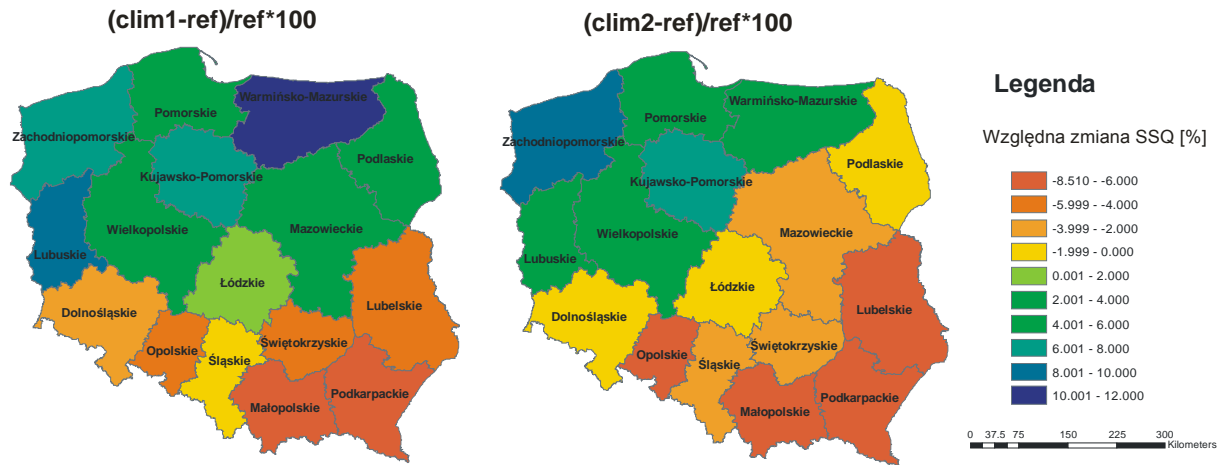 (clim1-ref)/ref*100
(clim2-ref)/ref*100
Pomorskie
Warmińsko-Mazurskie
Zachodniopomorskie
Podlaskie
Kujawsko-Pomorskie
Wielkopolskie
Mazowieckie
Lubuskie
Łódzkie
Lubelskie
Dolnośląskie
Opolskie
Śląskie
Świętokrzyskie
Małopolskie
Podkarpackie
Warmińsko-Mazurskie
Pomorskie
Zachodniopomorskie
Podlaskie
Kujawsko-Pomorskie
Wielkopolskie
Mazowieckie
Lubuskie
Łódzkie
Lubelskie
Dolnośląskie
Opolskie
Śląskie
Świętokrzyskie
Małopolskie
Podkarpackie
Legenda
Względna zmiana SSQ [%]
-8.510 - -6.000
-5.999 - -4.000
-3.999 - -2.000
-1.999 - 0.000
0.001 - 2.000
2.001 - 4.000
4.001 - 6.000
6.001 - 8.000
8.001 - 10.000
10.001 - 12.000
0 37.5 75 150 225 300
Kilometers